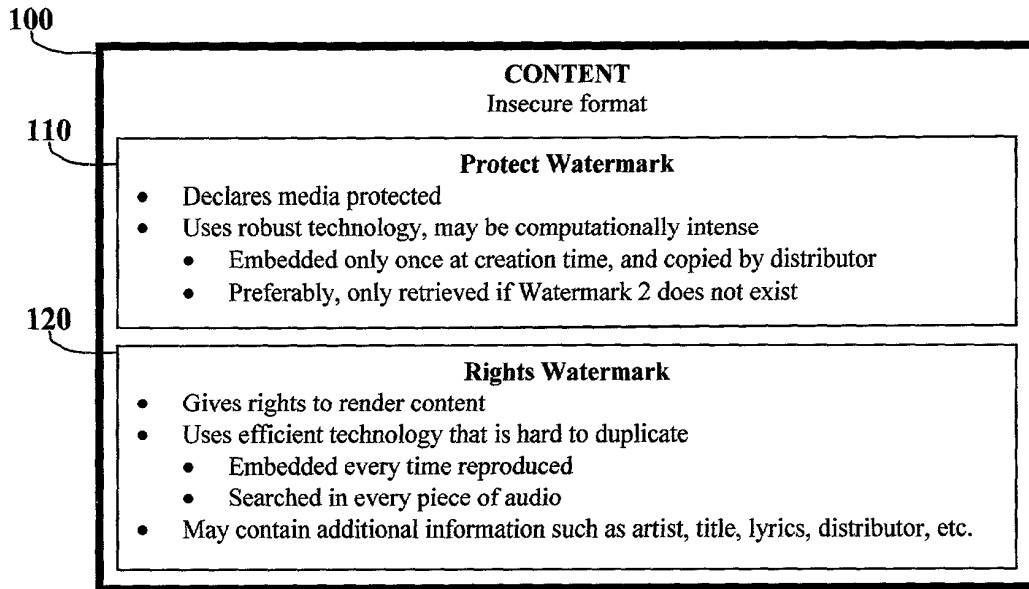 100
CONTENT
Insecure format
110
Protect Watermark
• Declares media protected
• Uses robust technology, may be computationally intense
• Embedded only once at creation time, and copied by distributor
• Preferably, only retrieved if Watermark 2 does not exist
120
Rights Watermark
• Gives rights to render content
• Uses efficient technology that is hard to duplicate
• Embedded every time reproduced
• Searched in every piece of audio
• May contain additional information such as artist, title, lyrics, distributor, etc.